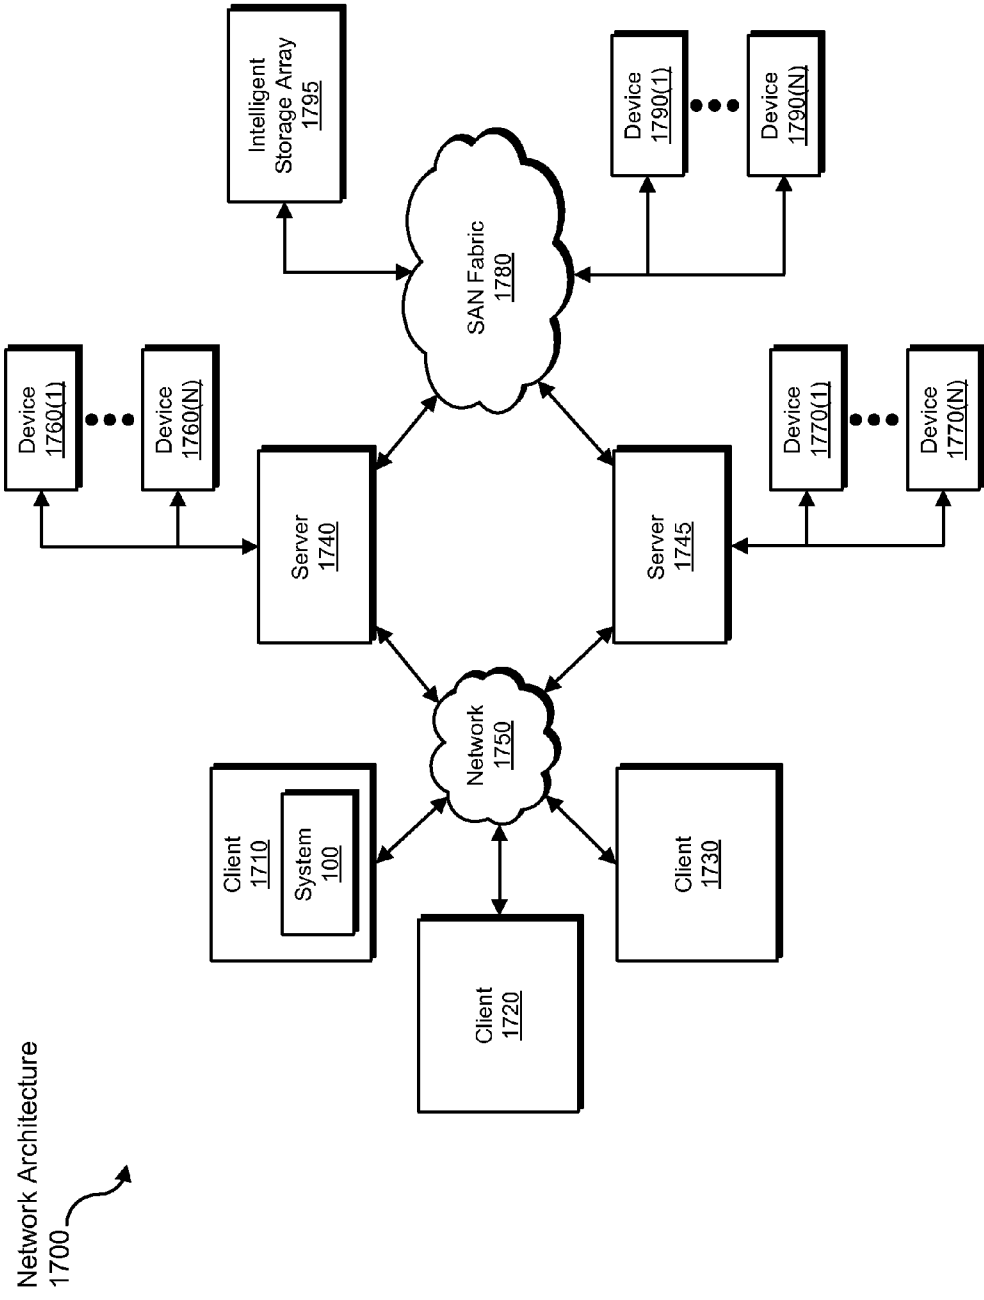 Network Architecture
1700
Client
1710
System
100
Client
1720
Client
1730
Network
1750
Server
1740
Server
1745
Device
1760(1)
Device
1760(N)
Device
1770(1)
Device
1770(N)
SAN Fabric
1780
Intelligent
Storage Array
1795
Device
1790(1)
Device
1790(N)